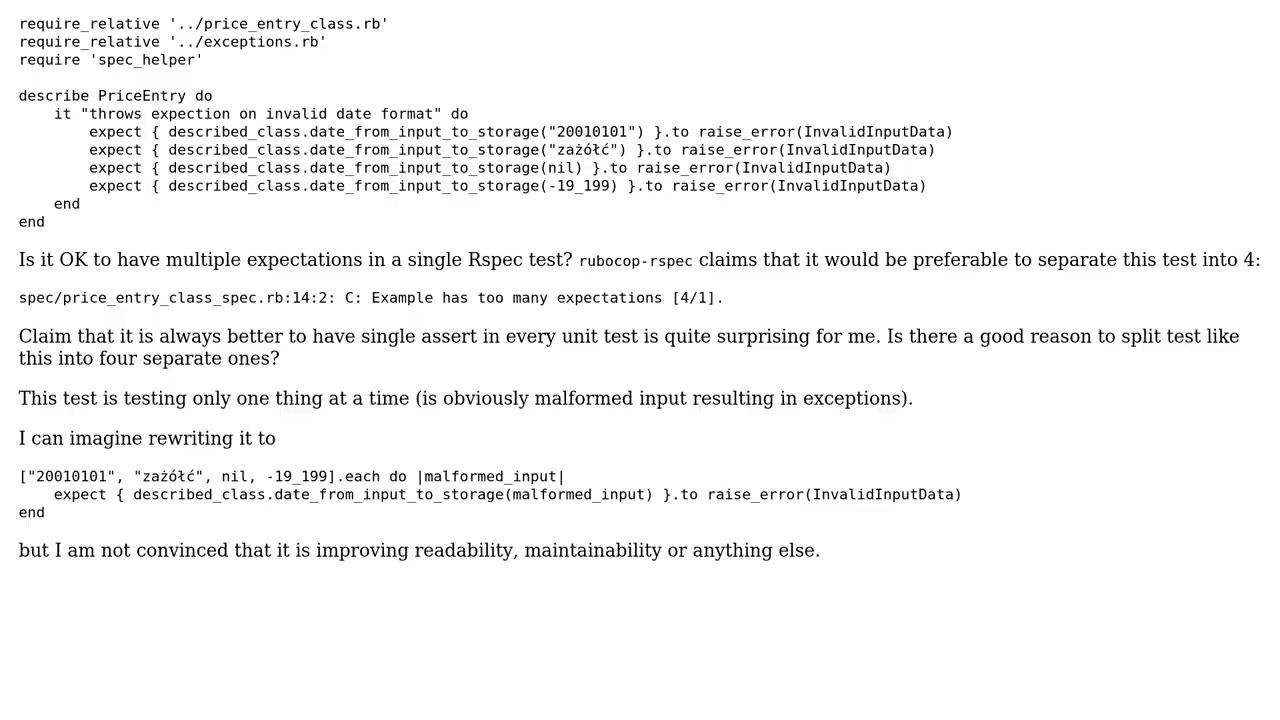 require_relative '../price_entry_class.rb'
require_relative '../exceptions.rb'
require 'spec_helper'
describe PriceEntry do
it "throws expection on invalid date format" do
expect { described_class.date_from_input_to_storage("20010101") }.to raise_error(InvalidInputData)
expect { described_class.date_from_input_to_storage("zażółć") }.to raise_error(InvalidInputData)
expect { described_class.date_from_input_to_storage(nil) }.to raise_error(InvalidInputData)
expect { described_class.date_from_input_to_storage(-19_199) }.to raise_error(InvalidInputData)
end
end
Is it OK to have multiple expectations in a single Rspec test? rubocop-rspec claims that it would be preferable to separate this test into 4:
spec/price_entry_class_spec.rb:14:2: C: Example has too many expectations [4/1].
Claim that it is always better to have single assert in every unit test is quite surprising for me. Is there a good reason to split test like
this into four separate ones?
This test is testing only one thing at a time (is obviously malformed input resulting in exceptions).
I can imagine rewriting it to
["20010101", "zażółć", nil, -19_199].each do |malformed_input|
expect { described_class.date_from_input_to_storage(malformed_input) }.to raise_error(InvalidInputData)
end
but I am not convinced that it is improving readability, maintainability or anything else.